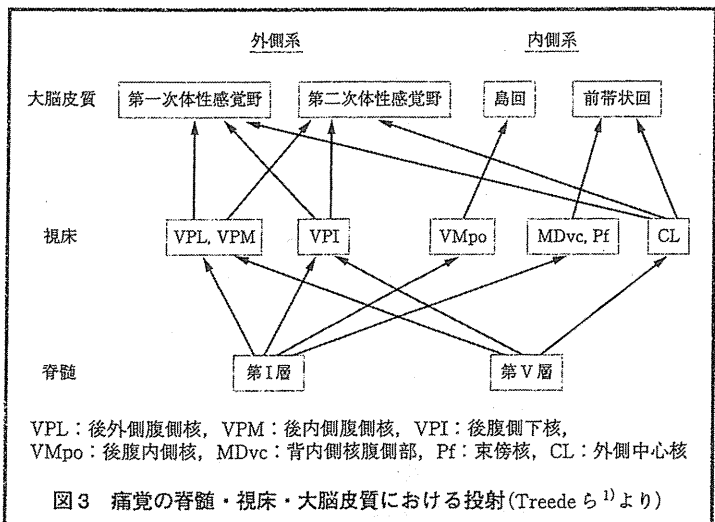 外側系 内側系
大脳皮質 第一次体性感覚野 第二次体性感覚野 島回 前帯状回
視床 VPL, VPM VPI VMpo MDvc, Pf CL
脊髄 第Ⅰ層 第Ⅴ層
VPL：後外側腹側核，VPM：後内側腹側核，VPI：後腹側下核，
VMpo：後腹内側核，MDvc：背内側核腹側部，Pf：束傍核，CL：外側中心核
図3 痛覚の脊髄・視床・大脳皮質における投射(Treedeら1)より)